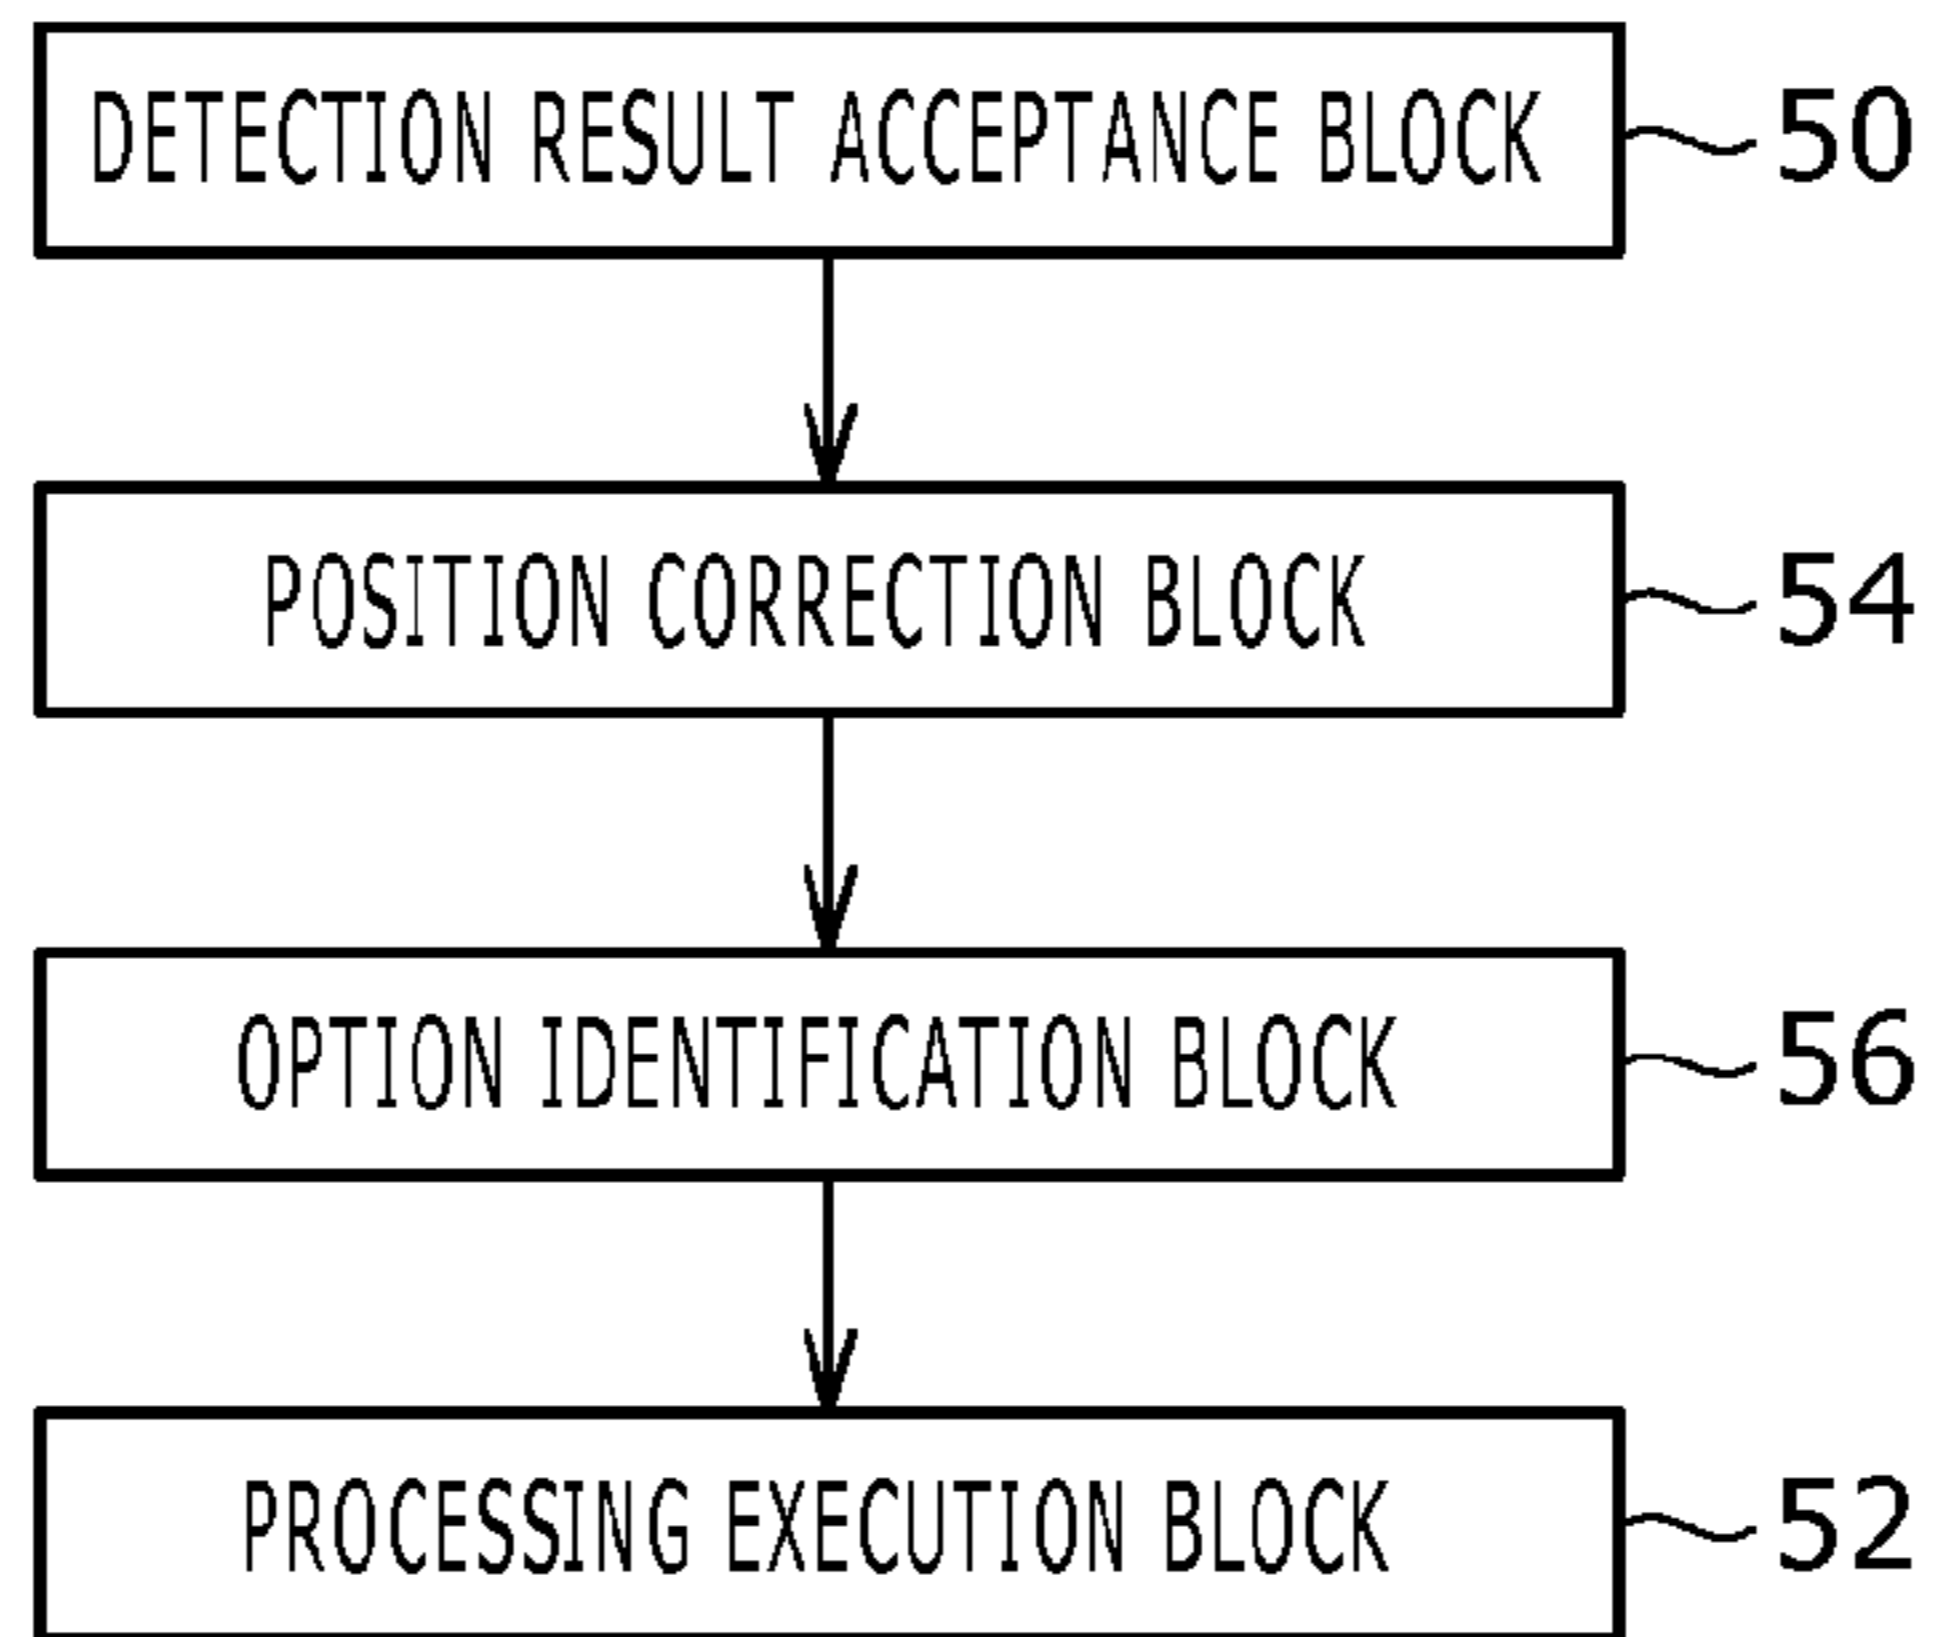 DETECTION RESULT ACCEPTANCE BLOCK 50
POSITION CORRECTION BLOCK 54
OPTION IDENTIFICATION BLOCK 56
PROCESSING EXECUTION BLOCK 52